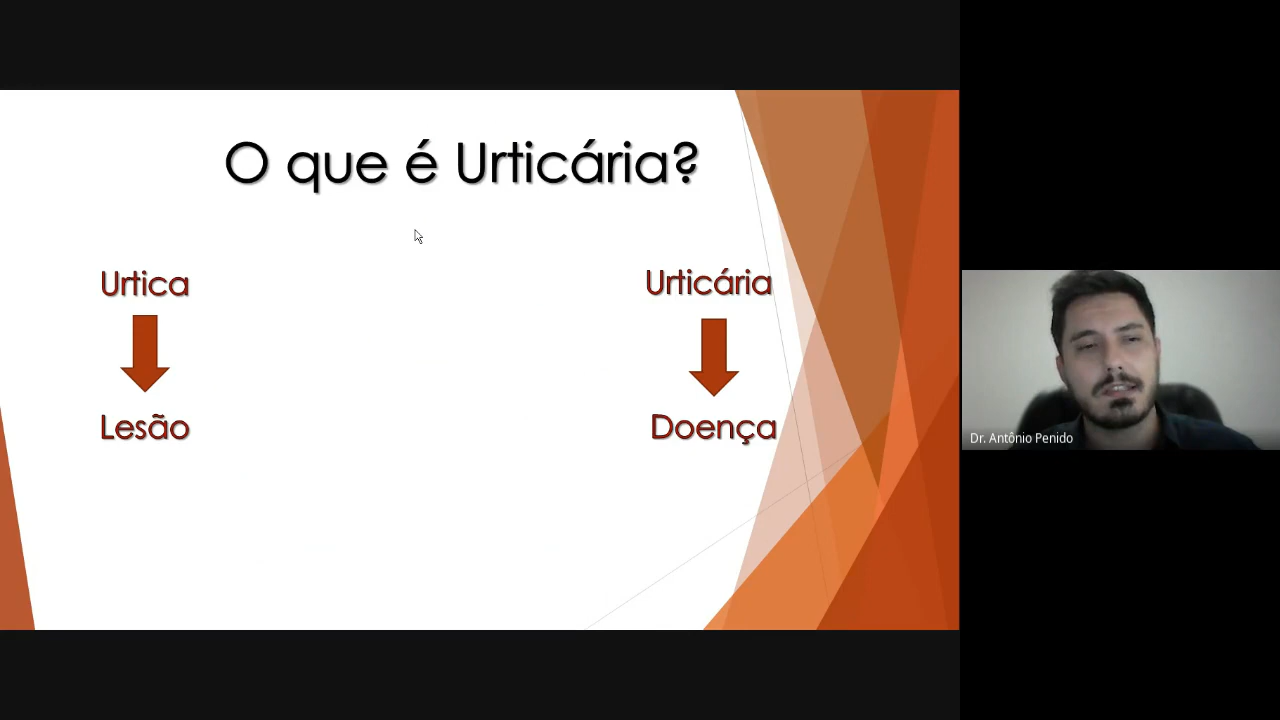 O que é Urticária?
Urtica
Urticária
Lesão
Doença
Dr. Antônio Penido